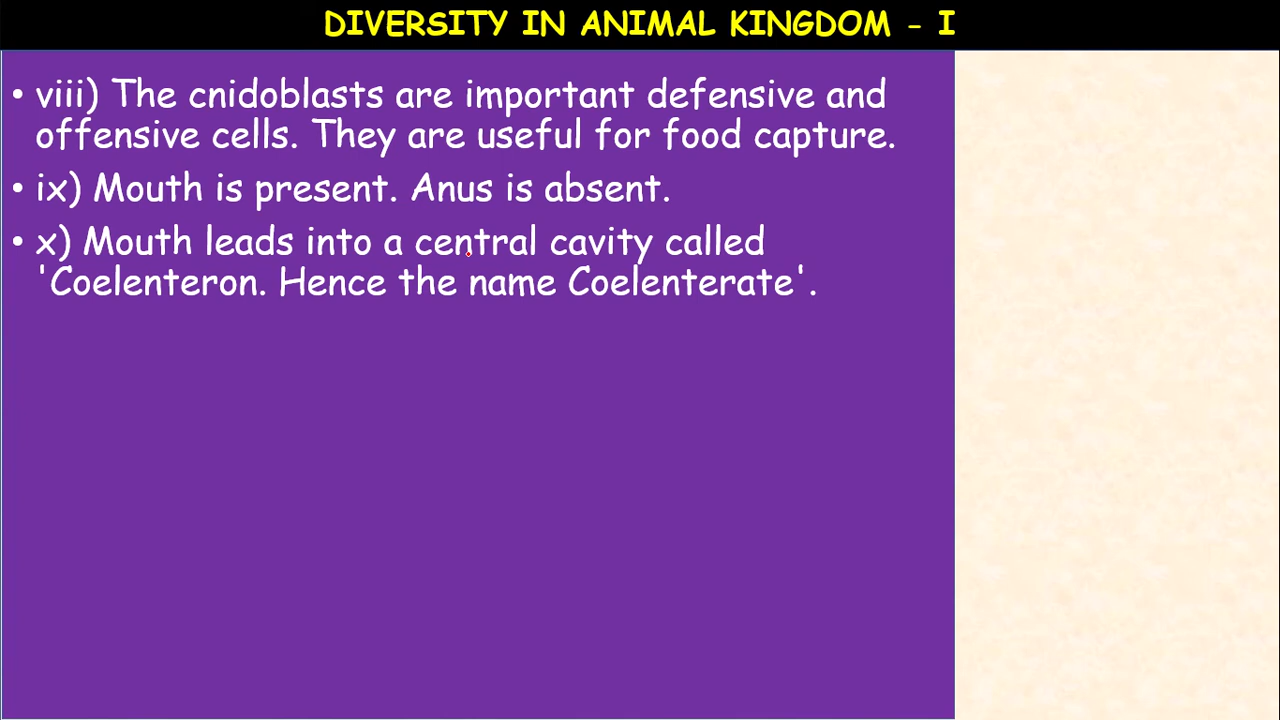 DIVERSITY IN ANIMAL KINGDOM - I
• viii) The cnidoblasts are important defensive and
offensive cells. They are useful for food capture.
• ix) Mouth is present. Anus is absent.
• x) Mouth leads into a central cavity called
'Coelenteron. Hence the name Coelenterate'.